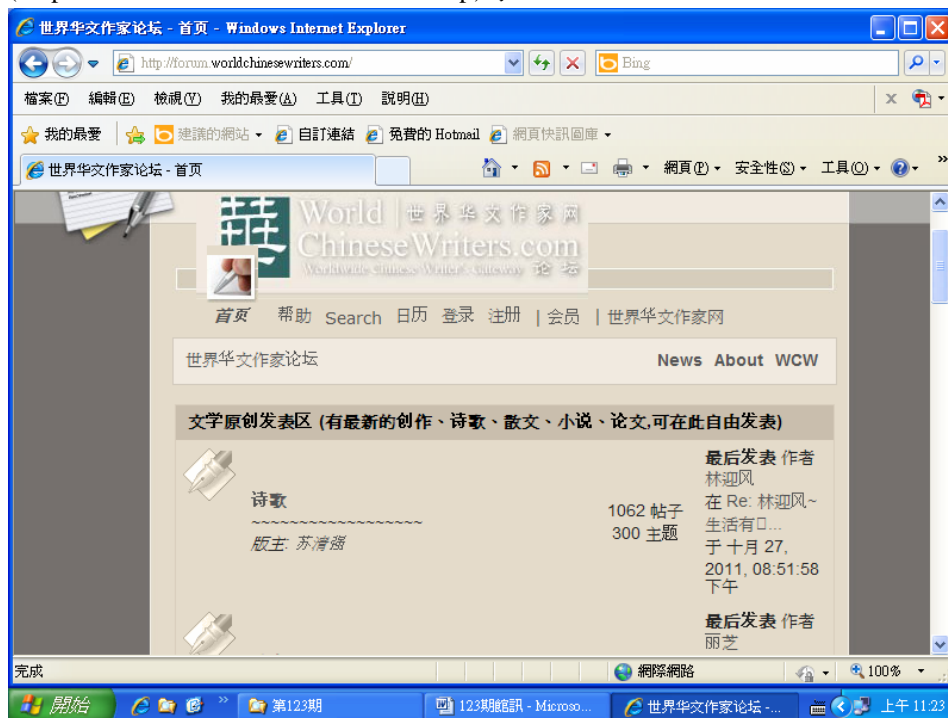 世界华文作家论坛 - 首页 - Windows Internet Explorer
http://forum.worldchinesewriters.com/
Bing
檔案(F) 編輯(E) 檢視(V) 我的最愛(A) 工具(T) 說明(H)
我的最愛 建議的網站 自訂連結 免費的 Hotmail 網頁快訊圖庫
世界华文作家论坛 - 首页
網頁(P) 安全性(S) 工具(O) »
World 世界华文作家网
ChineseWriters.com
Worldwide Chinese Writers' Gateway 论坛
首页 帮助 Search 日历 登录 注册 | 会员 | 世界华文作家网
世界华文作家论坛 News About WCW
文学原创发表区 (有最新的创作、诗歌、散文、小说、论文,可在此自由发表)
诗歌
~~~~~~~~~~~~~~~~~~
版主: 苏清强
1062 帖子
300 主题
最后发表 作者
林迎风
在 Re: 林迎风~
生活有...
于 十月 27,
2011, 08:51:58
下午
最后发表 作者
丽芝
完成 網際網路 100%
開始 » 第123期 123期館訊 - Microso... 世界华文作家论坛 -... 上午 11:23